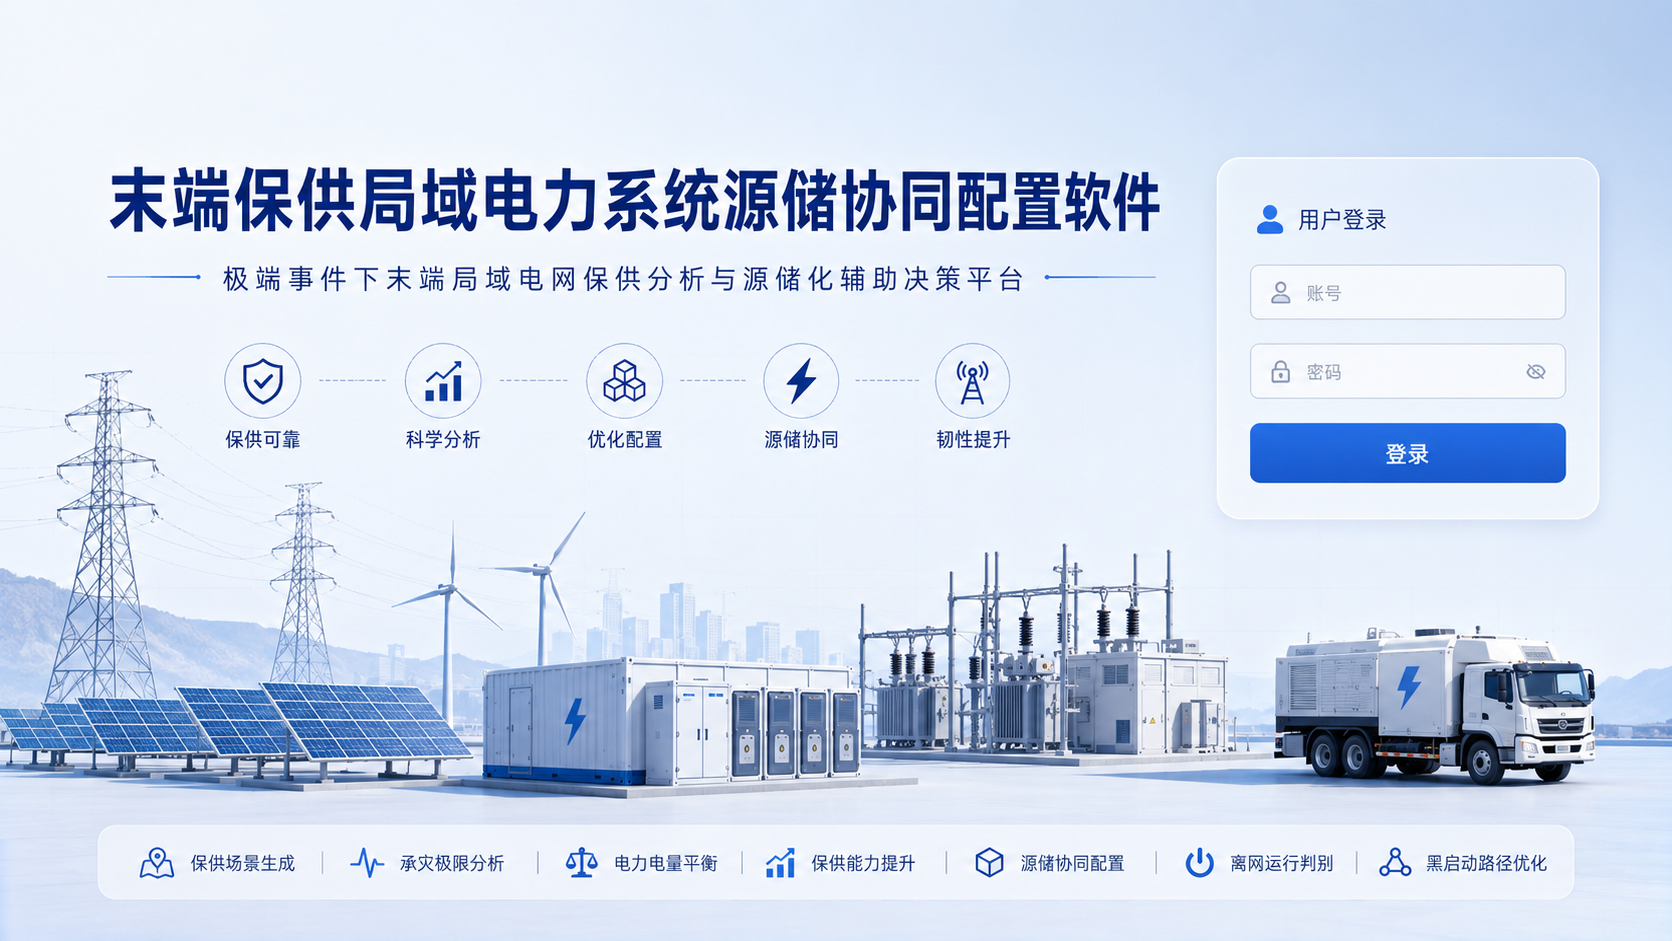 末端保供局域电力系统源储协同配置软件
极端事件下末端局域电网保供分析与源储化辅助决策平台
保供可靠
科学分析
优化配置
源储协同
韧性提升
用户登录
账号
密码
登录
保供场景生成
承灾极限分析
电力电量平衡
保供能力提升
源储协同配置
离网运行判别
黑启动路径优化